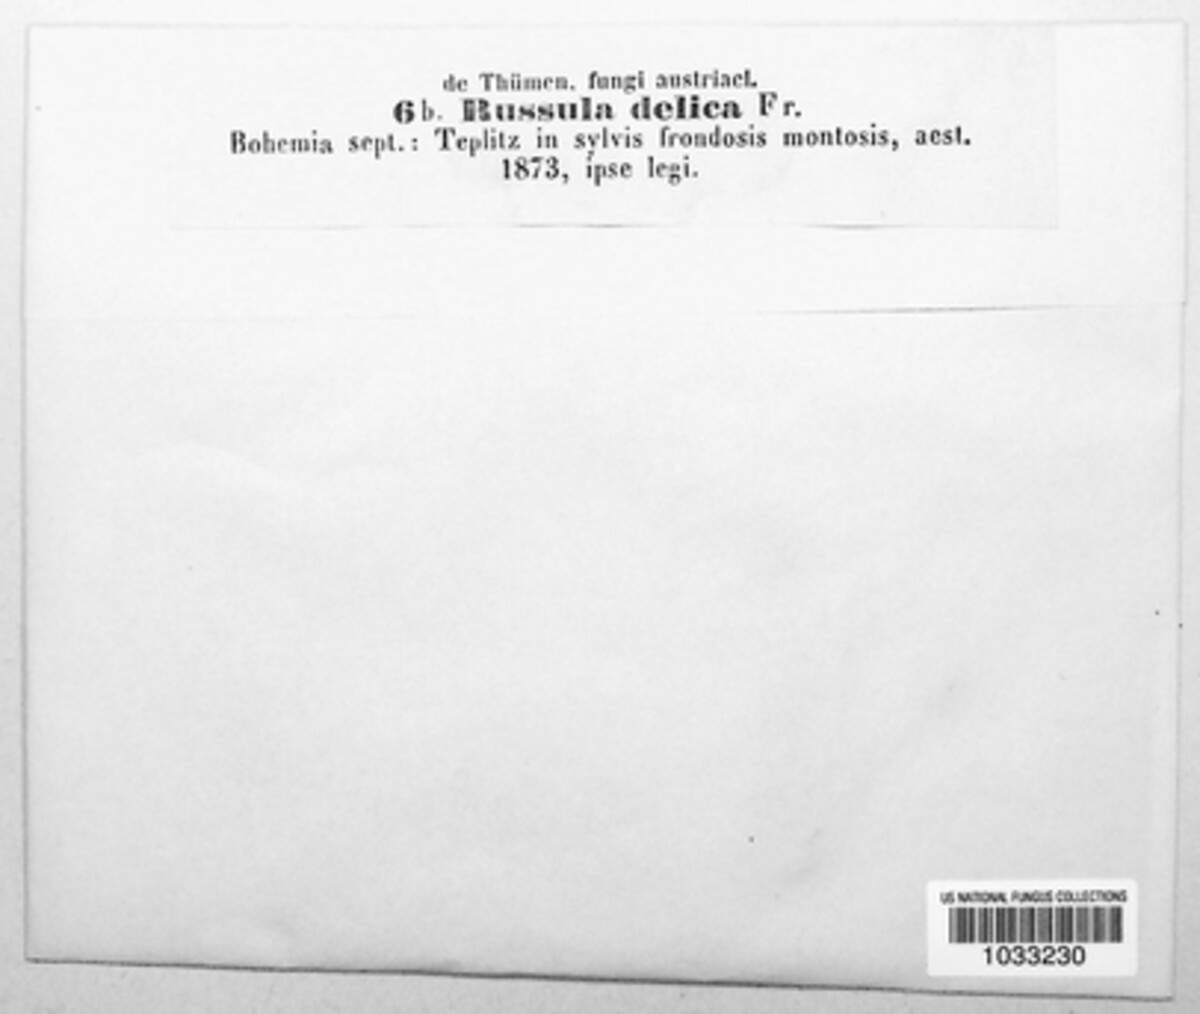 de Thümen. fungi austriaci.
6b. Russula delica Fr.
Bohemia sept.: Teplitz in sylvis frondosis montosis, aest.
1873, ipse legi.
US NATIONAL FUNGUS COLLECTIONS
1033230